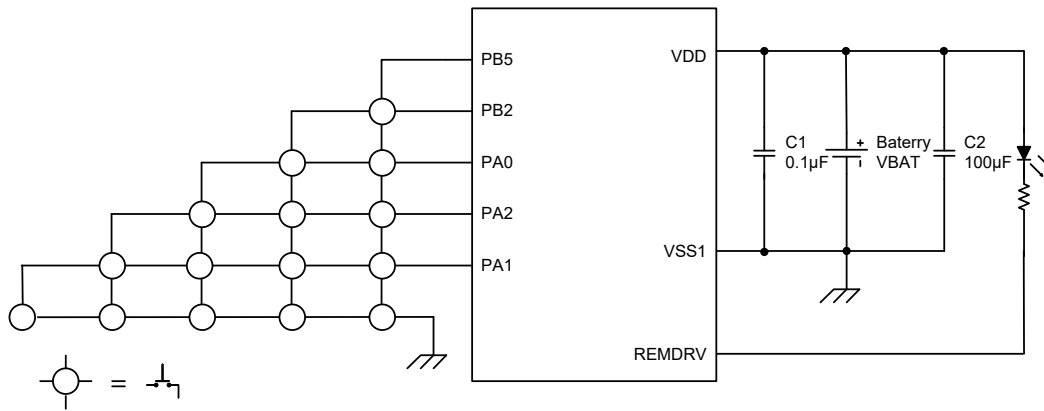 PB5
PB2
PA0
PA2
PA1
VDD
VSS1
REMDRV
C1
0.1µF
Baterry
VBAT
C2
100µF
+
-
=